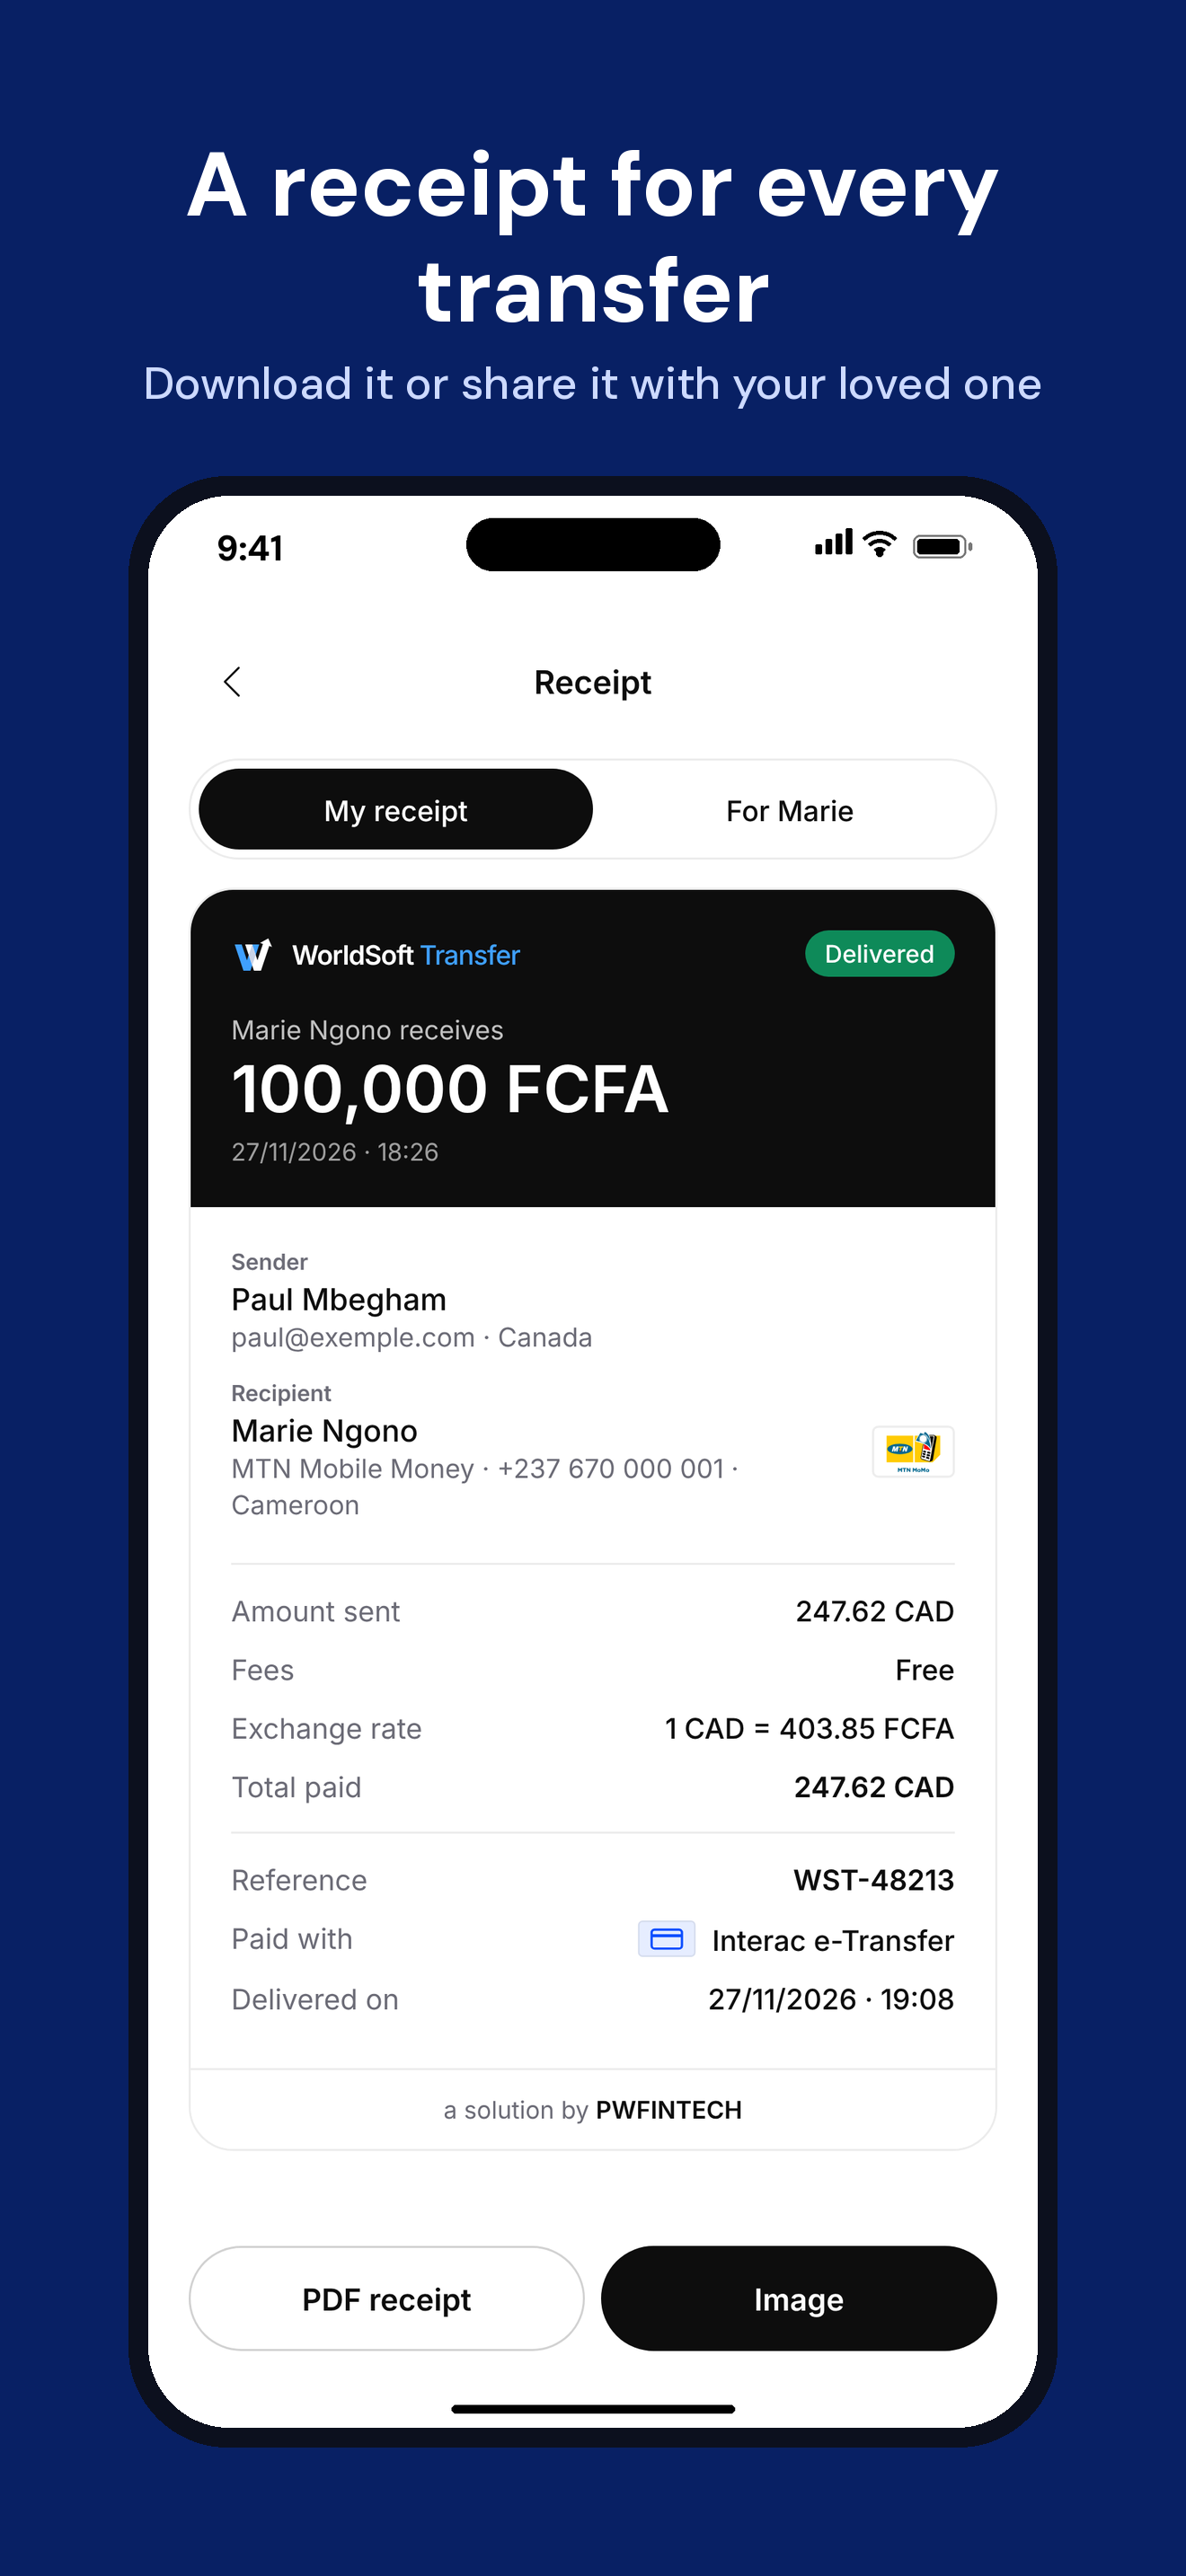 A receipt for every
transfer
Download it or share it with your loved one
9:41
Receipt
My receipt
For Marie
WorldSoft Transfer
Delivered
Marie Ngono receives
100,000 FCFA
27/11/2026 · 18:26
Sender
Paul Mbegham
paul@exemple.com · Canada
Recipient
Marie Ngono
MTN Mobile Money · +237 670 000 001 ·
Cameroon
MTN
MTN MoMo
Amount sent 247.62 CAD
Fees Free
Exchange rate 1 CAD = 403.85 FCFA
Total paid 247.62 CAD
Reference WST-48213
Paid with Interac e-Transfer
Delivered on 27/11/2026 · 19:08
a solution by PWFINTECH
PDF receipt
Image